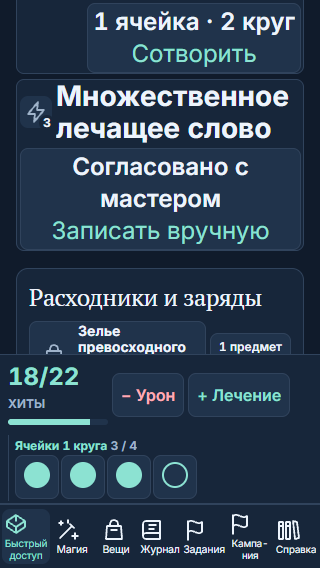 1 ячейка · 2 круг
Сотворить
3
Множественное
лечащее слово
Согласовано с
мастером
Записать вручную
Расходники и заряды
Зелье
превосходного
1 предмет
18/22
ХИТЫ
− Урон
+ Лечение
Ячейки 1 круга 3 / 4
Быстрый
доступ
Магия
Вещи
Журнал
Задания
Кампа-
ния
Справка